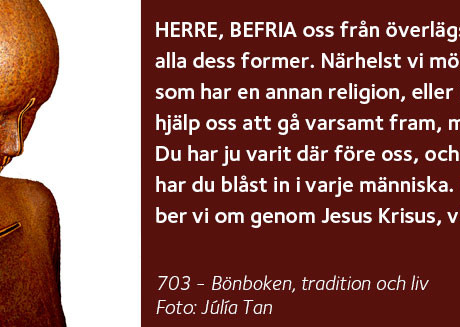 HERRE, BEFRIA oss från överlägs
alla dess former. Närhelst vi mö
som har en annan religion, eller
hjälp oss att gå varsamt fram, m
Du har ju varit där före oss, och
har du blåst in i varje människa.
ber vi om genom Jesus Krisus, v
703 – Bönboken, tradition och liv
Foto: Júlía Tan